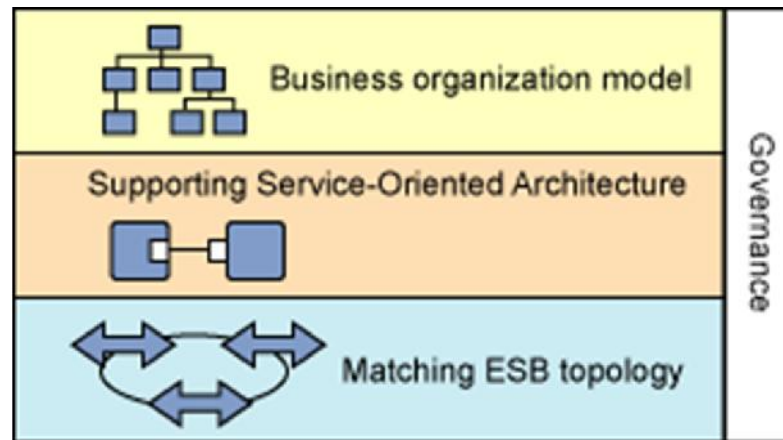 Business organization model
Supporting Service-Oriented Architecture
Matching ESB topology
Governance